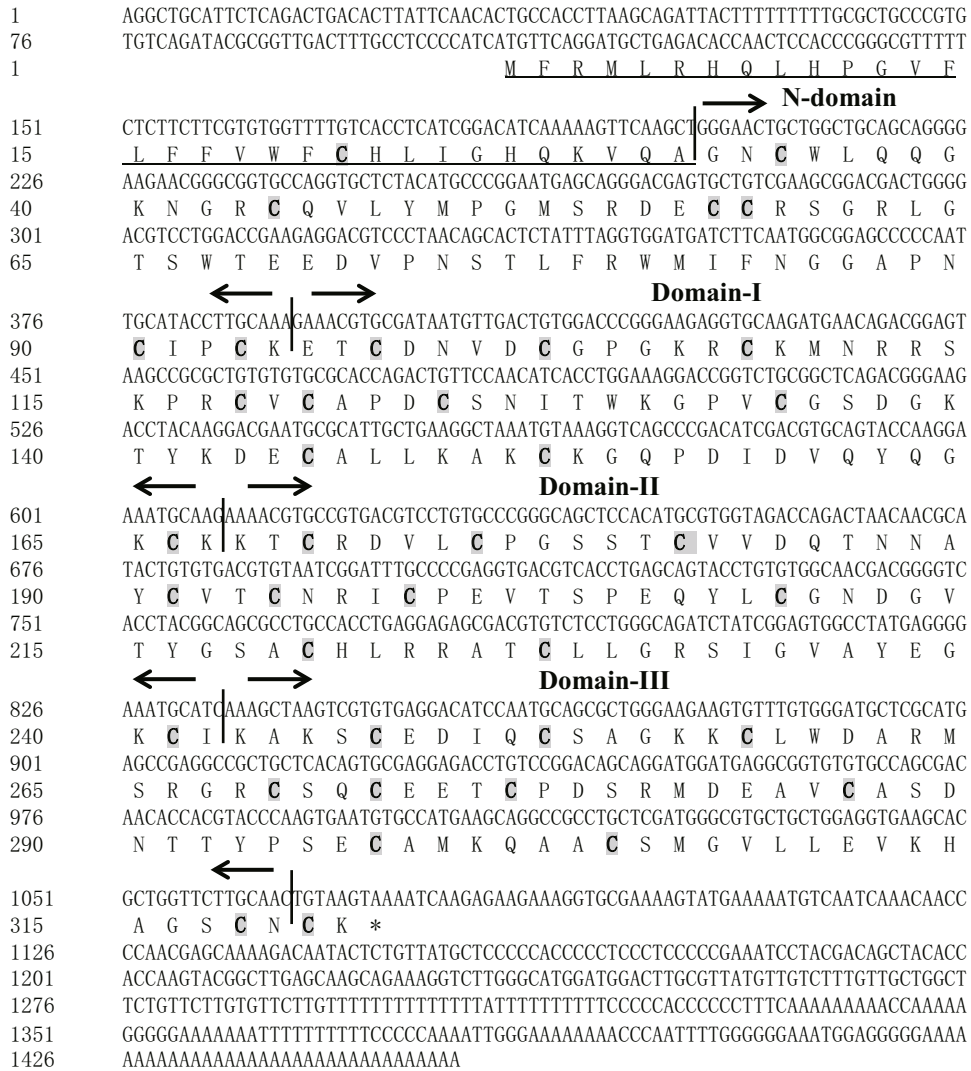 1 AGGCTGCATTCTCAGACTGACACTTATTCAACACTGCCACCTTAAGCAGATTACTTTTTTTTTGCGCTGCCCGTG
76 TGTCAGATACGCGGTTGACTTTGCCTCCCCATCATGTTCAGGATGCTGAGACACCAACTCCACCCGGGCGTTTTT
1 M F R M L R H Q L H P G V F
N-domain
151 CTCTTCTTCGTGTGGTTTTGTCACCTCATCGGACATCAAAAAGTTCAAGCTGGGAACTGCTGGCTGCAGCAGGGG
15 L F F V W F C H L I G H Q K V Q A G N C W L Q Q G
226 AAGAACGGGCGGTGCCAGGTGCTCTACATGCCCGGAATGAGCAGGGACGAGTGCTGTCGAAGCGGACGACTGGGG
40 K N G R C Q V L Y M P G M S R D E C C R S G R L G
301 ACGTCCTGGACCGAAGAGGACGTCCCTAACAGCACTCTATTTAGGTGGATGATCTTCAATGGCGGAGCCCCCAAT
65 T S W T E E D V P N S T L F R W M I F N G G A P N
Domain-I
376 TGCATACCTTGCAAAGAAACGTGCGATAATGTTGACTGTGGACCCGGGAAGAGGTGCAAGATGAACAGACGGAGT
90 C I P C K E T C D N V D C G P G K R C K M N R R S
451 AAGCCGCGCTGTGTGTGCGCACCAGACTGTTCCAACATCACCTGGAAAGGACCGGTCTGCGGCTCAGACGGGAAG
115 K P R C V C A P D C S N I T W K G P V C G S D G K
526 ACCTACAAGGACGAATGCGCATTGCTGAAGGCTAAATGTAAAGGTCAGCCCGACATCGACGTGCAGTACCAAGGA
140 T Y K D E C A L L K A K C K G Q P D I D V Q Y Q G
Domain-II
601 AAATGCAAGAAAACGTGCCGTGACGTCCTGTGCCCGGGCAGCTCCACATGCGTGGTAGACCAGACTAACAACGCA
165 K C K K T C R D V L C P G S S T C V V D Q T N N A
676 TACTGTGTGACGTGTAATCGGATTTGCCCCGAGGTGACGTCACCTGAGCAGTACCTGTGTGGCAACGACGGGGTC
190 Y C V T C N R I C P E V T S P E Q Y L C G N D G V
751 ACCTACGGCAGCGCCTGCCACCTGAGGAGAGCGACGTGTCTCCTGGGCAGATCTATCGGAGTGGCCTATGAGGGG
215 T Y G S A C H L R R A T C L L G R S I G V A Y E G
Domain-III
826 AAATGCATCAAAGCTAAGTCGTGTGAGGACATCCAATGCAGCGCTGGGAAGAAGTGTTTGTGGGATGCTCGCATG
240 K C I K A K S C E D I Q C S A G K K C L W D A R M
901 AGCCGAGGCCGCTGCTCACAGTGCGAGGAGACCTGTCCGGACAGCAGGATGGATGAGGCGGTGTGTGCCAGCGAC
265 S R G R C S Q C E E T C P D S R M D E A V C A S D
976 AACACCACGTACCCAAGTGAATGTGCCATGAAGCAGGCCGCCTGCTCGATGGGCGTGCTGCTGGAGGTGAAGCAC
290 N T T Y P S E C A M K Q A A C S M G V L L E V K H
1051 GCTGGTTCTTGCAACTGTAAGTAAAATCAAGAGAAGAAAGGTGCGAAAAGTATGAAAAATGTCAATCAAACAACC
315 A G S C N C K *
1126 CCAACGAGCAAAAGACAATACTCTGTTATGCTCCCCCACCCCCTCCCTCCCCCGAAATCCTACGACAGCTACACC
1201 ACCAAGTACGGCTTGAGCAAGCAGAAAGGTCTTGGGCATGGATGGACTTGCGTTATGTTGTCTTTGTTGCTGGCT
1276 TCTGTTCTTGTGTTCTTGTTTTTTTTTTTTTTTATTTTTTTTTTCCCCCACCCCCCTTTCAAAAAAAAACCAAAAA
1351 GGGGGAAAAAAATTTTTTTTTTCCCCCAAAATTGGGAAAAAAAACCCAATTTTGGGGGGAAATGGAGGGGGAAAA
1426 AAAAAAAAAAAAAAAAAAAAAAAAAAAAAA